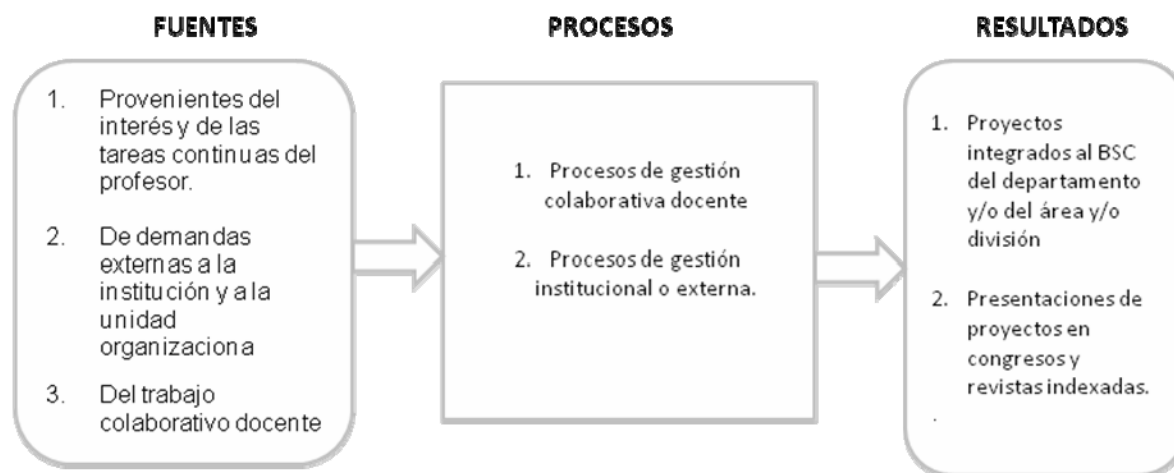 FUENTES
PROCESOS
RESULTADOS
1. Provenientes del
interés y de las
tareas continuas del
profesor.
2. De demandas
externas a la
institución y a la
unidad
organizaciona
3. Del trabajo
colaborativo docente
1. Procesos de gestión
colaborativa docente
2. Procesos de gestión
institucional o externa.
1. Proyectos
integrados al BSC
del departamento
y/o del área y/o
división
2. Presentaciones de
proyectos en
congresos y
revistas indexadas.
.